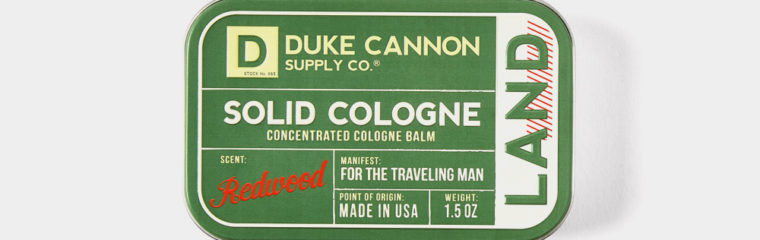 D
STOCK No. 065
DUKE CANNON
SUPPLY CO.®
SOLID COLOGNE
CONCENTRATED COLOGNE BALM
SCENT:
Redwood
MANIFEST:
FOR THE TRAVELING MAN
POINT OF ORIGIN:
MADE IN USA
WEIGHT:
1.5 OZ
LAND